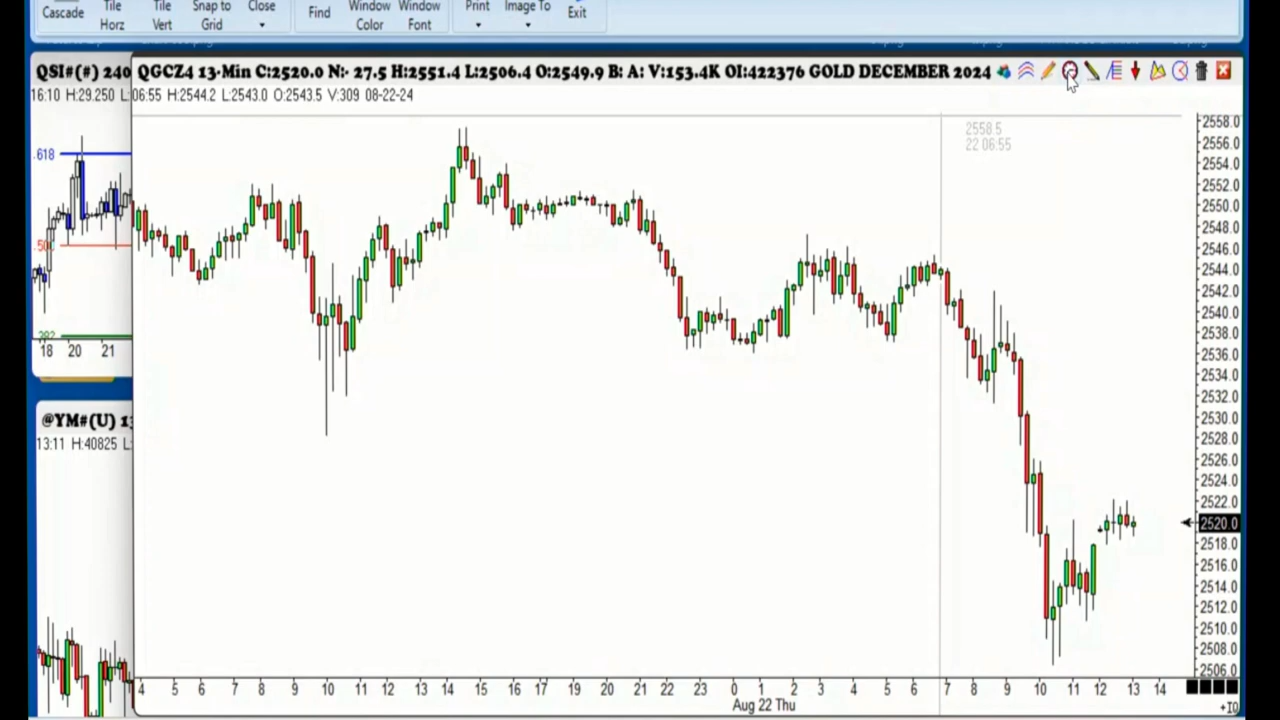 Cascade
Tile Horz
Tile Vert
Snap to Grid
Close
Find
Window Color
Window Font
Print
Image To
Exit
QSI#(#) 240
16:10 H:29.250 L:
.618
.382
18 20 21
@YM#(U) 13
13:11 H:40825 L:
QGCZ4 13-Min C:2520.0 N:- 27.5 H:2551.4 L:2506.4 O:2549.9 B: A: V:153.4K OI:422376 GOLD DECEMBER 2024
06:55 H:2544.2 L:2543.0 O:2543.5 V:309 08-22-24
2558.5
22 06:55
2558.0
2556.0
2554.0
2552.0
2550.0
2548.0
2546.0
2544.0
2542.0
2540.0
2538.0
2536.0
2534.0
2532.0
2530.0
2528.0
2526.0
2524.0
2522.0
2520.0
2518.0
2516.0
2514.0
2512.0
2510.0
2508.0
2506.0
4 5 6 7 8 9 10 11 12 13 14 15 16 17 19 20 21 22 23 0 1 2 3 4 5 6 7 8 9 10 11 12 13 14
Aug 22 Thu
+10